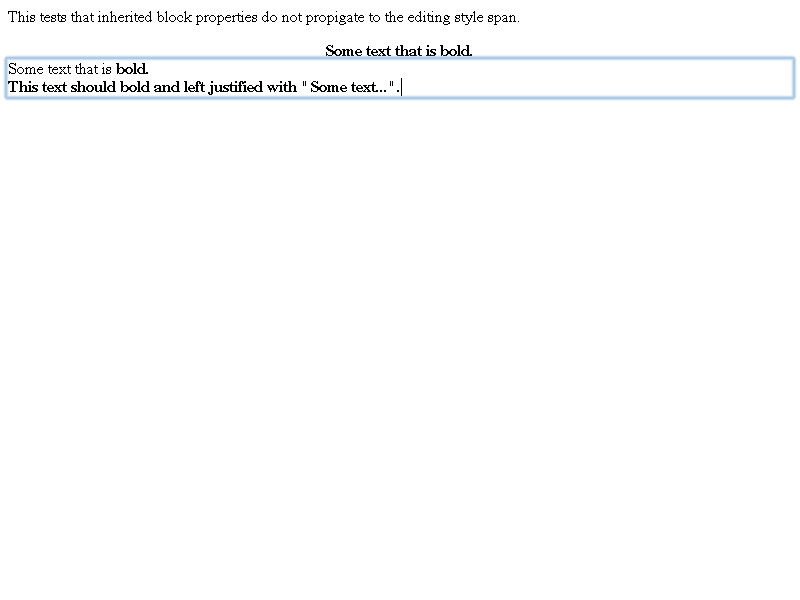 This tests that inherited block properties do not propigate to the editing style span.
Some text that is bold.
Some text that is bold.
This text should bold and left justified with "Some text...".